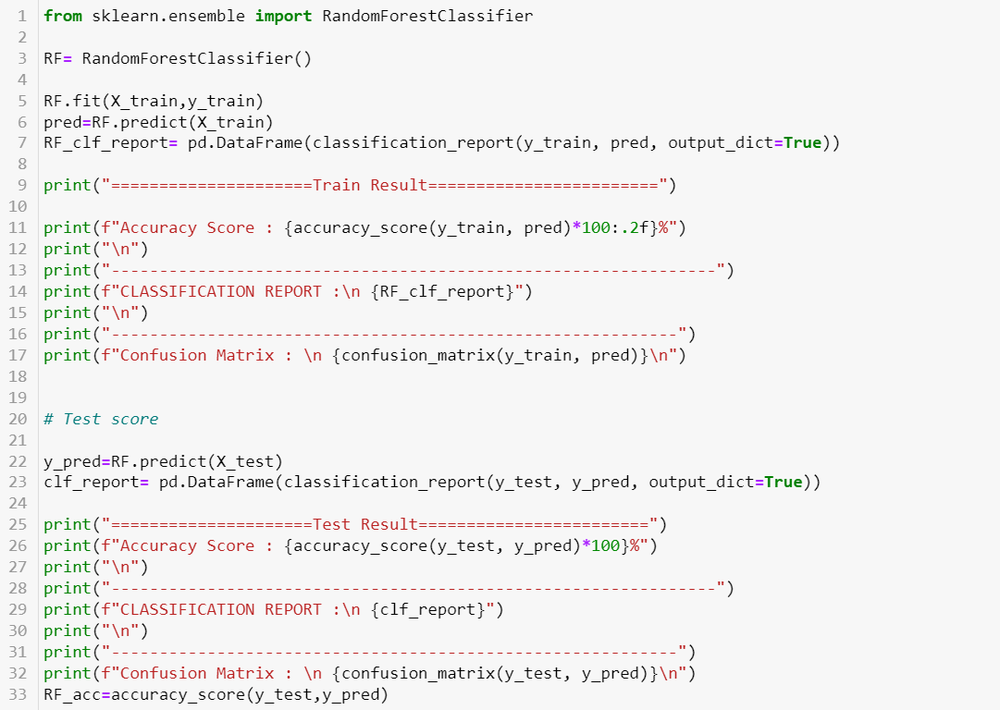 1 from sklearn.ensemble import RandomForestClassifier
2
3 RF= RandomForestClassifier()
4
5 RF.fit(X_train,y_train)
6 pred=RF.predict(X_train)
7 RF_clf_report= pd.DataFrame(classification_report(y_train, pred, output_dict=True))
8
9 print("=====================Train Result========================")
10
11 print(f"Accuracy Score : {accuracy_score(y_train, pred)*100:.2f}%")
12 print("\n")
13 print("---------------------------------------------------------------")
14 print(f"CLASSIFICATION REPORT :\n {RF_clf_report}")
15 print("\n")
16 print("-----------------------------------------------------------")
17 print(f"Confusion Matrix : \n {confusion_matrix(y_train, pred)}\n")
18
19
20 # Test score
21
22 y_pred=RF.predict(X_test)
23 clf_report= pd.DataFrame(classification_report(y_test, y_pred, output_dict=True))
24
25 print("=====================Test Result========================")
26 print(f"Accuracy Score : {accuracy_score(y_test, y_pred)*100}%")
27 print("\n")
28 print("---------------------------------------------------------------")
29 print(f"CLASSIFICATION REPORT :\n {clf_report}")
30 print("\n")
31 print("-----------------------------------------------------------")
32 print(f"Confusion Matrix : \n {confusion_matrix(y_test, y_pred)}\n")
33 RF_acc=accuracy_score(y_test,y_pred)